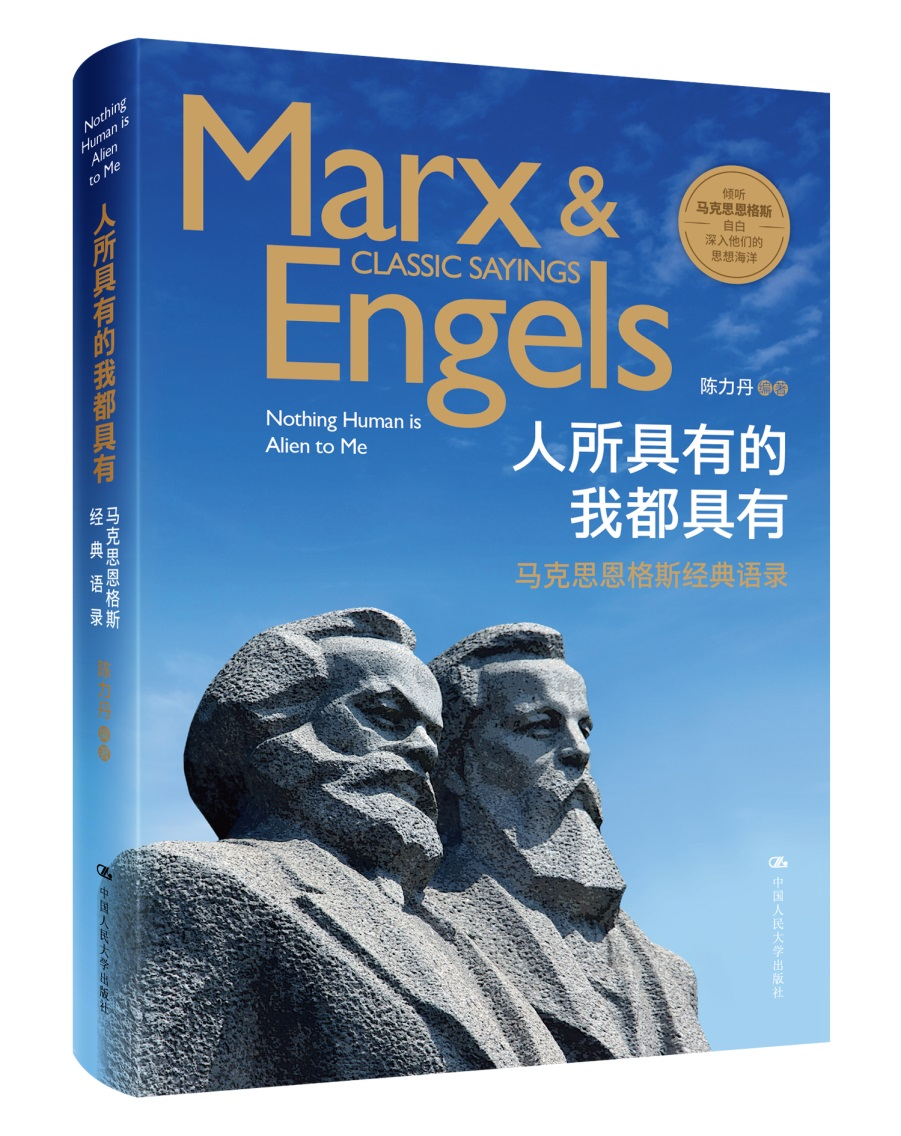 Nothing
Human is
Alien
to Me
人所具有的我都具有
马克思恩格斯
经典语录
陈力丹 编著
中国人民大学出版社
Marx &
CLASSIC SAYINGS
Engels
倾听
马克思恩格斯
自白
深入他们的
思想海洋
陈力丹 编著
Nothing Human is
Alien to Me
人所具有的
我都具有
马克思恩格斯经典语录
中国人民大学出版社